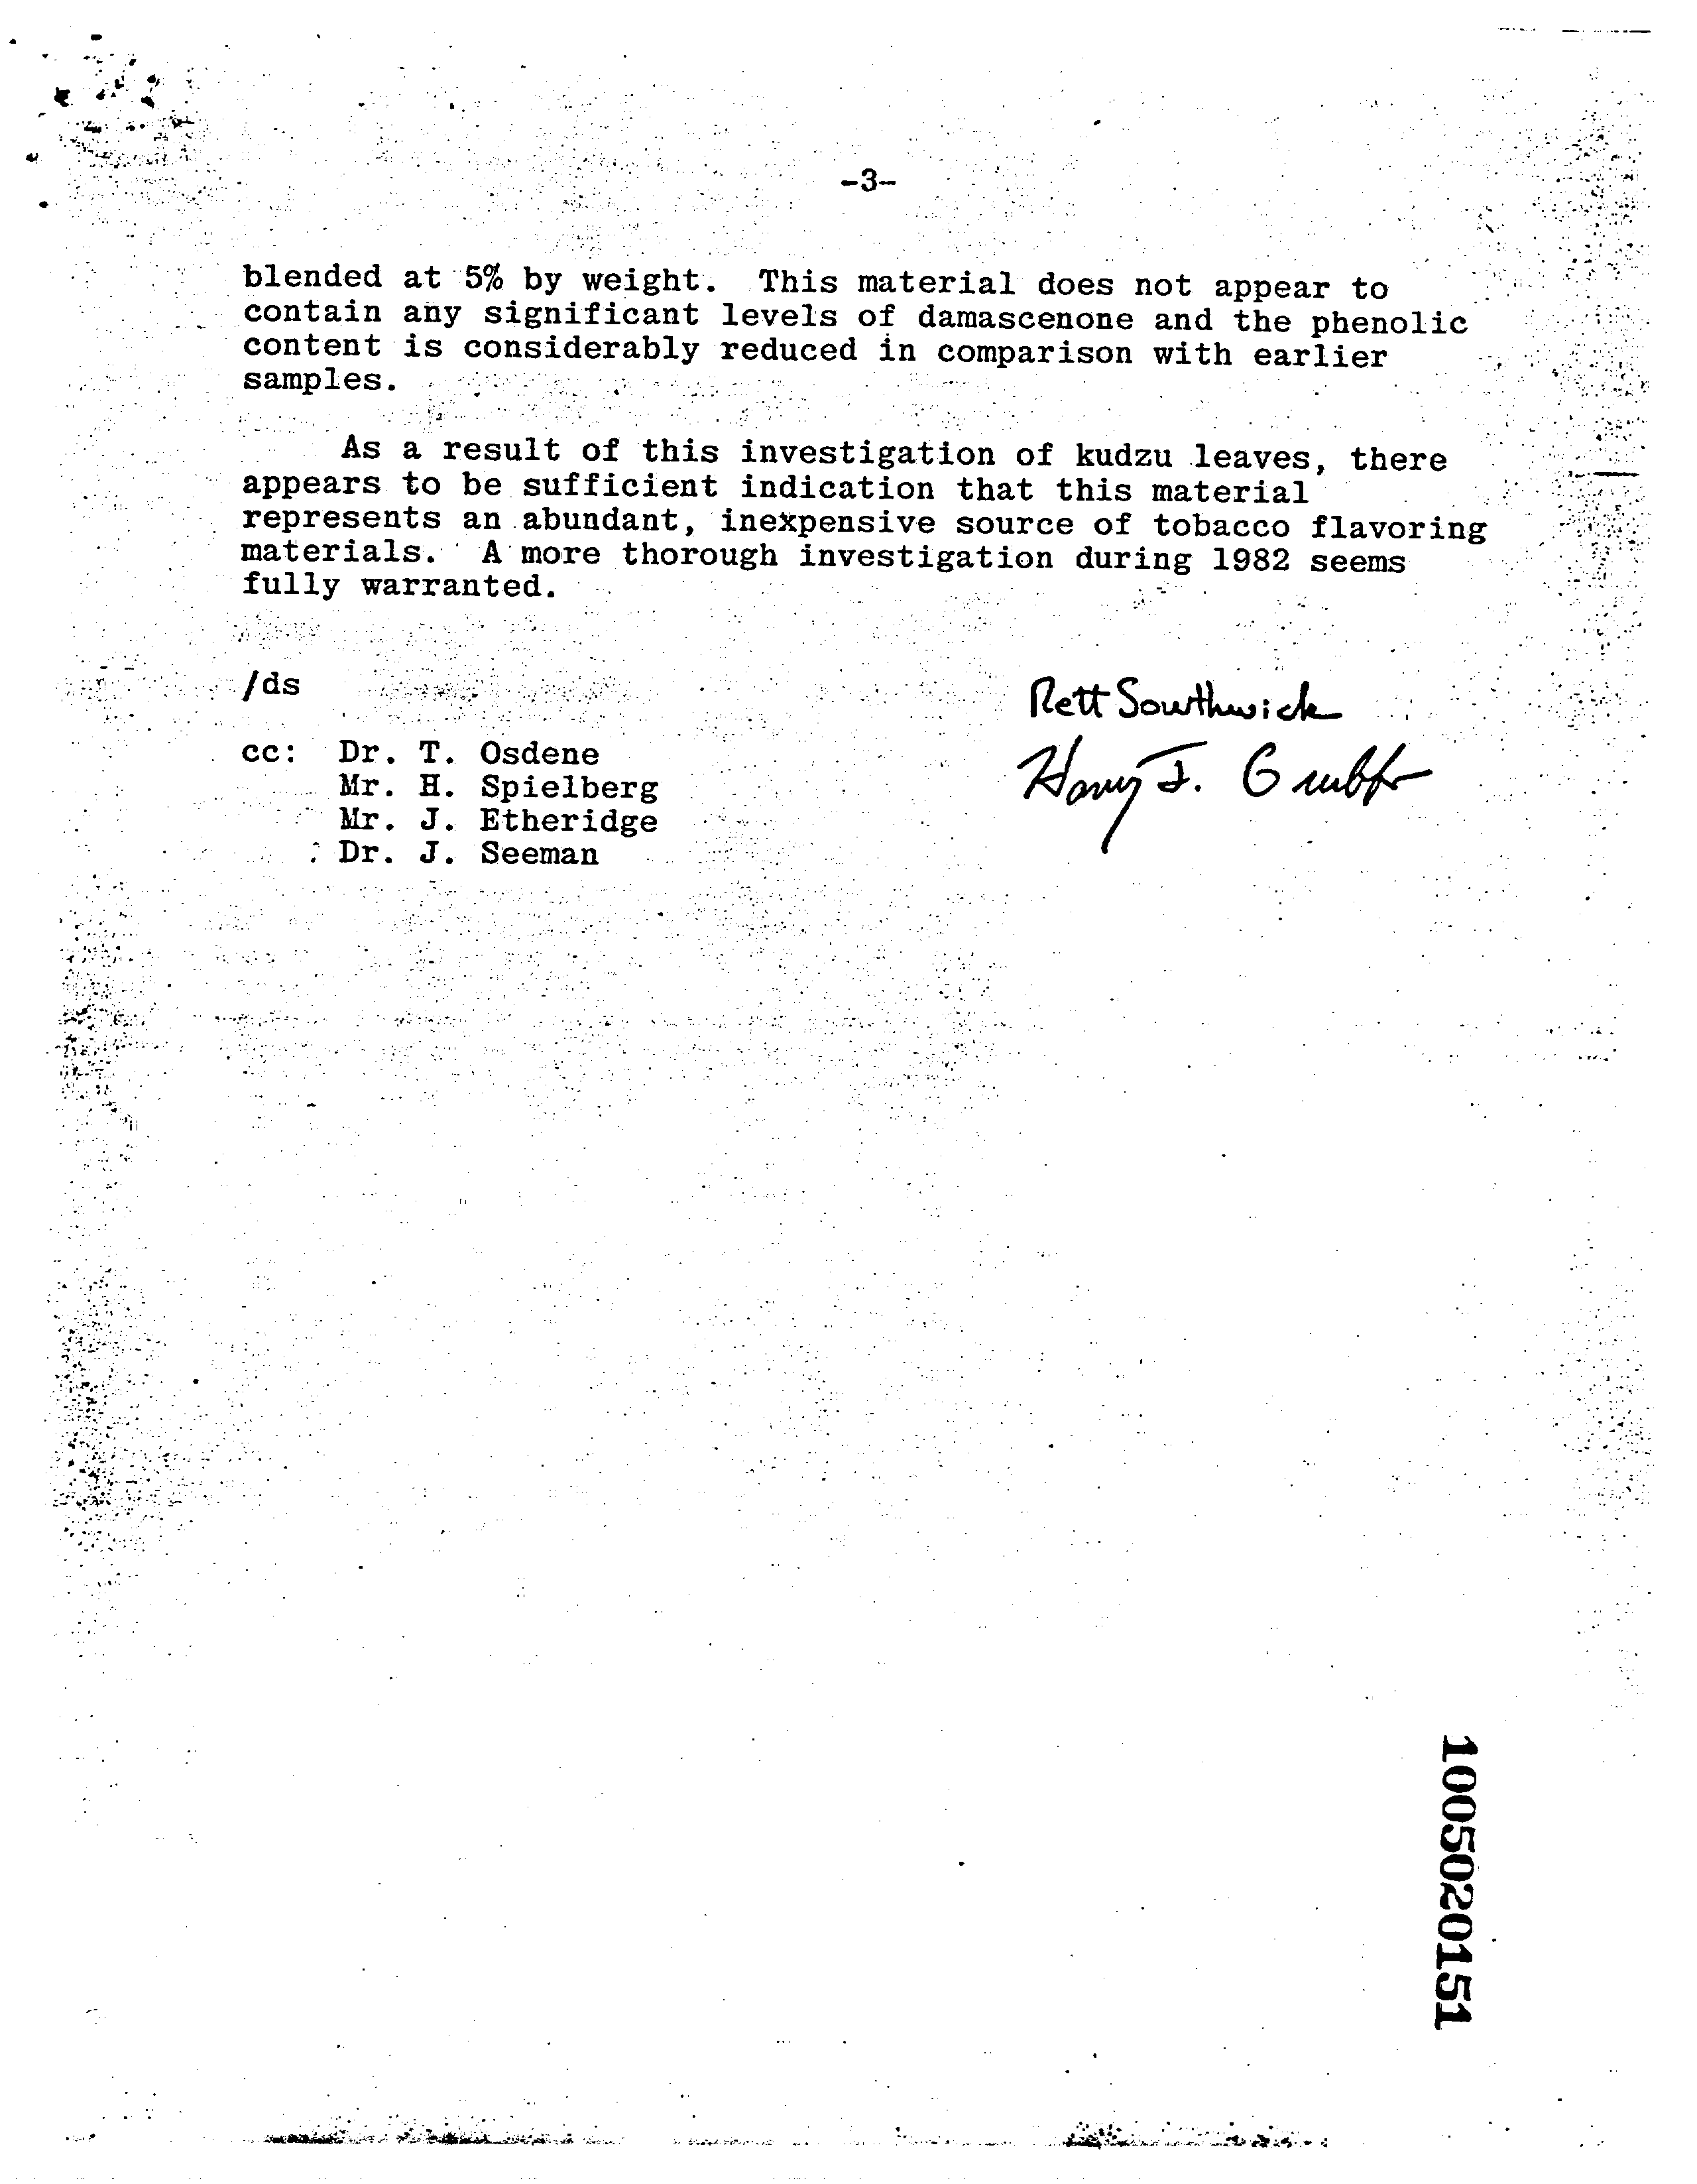 -3-
blended at 5% by weight. This material does not appear to
contain any significant levels of damascenone and the phenolic
content is considerably reduced in comparison with earlier
samples.
As a result of this investigation of kudzu leaves, there
appears to be sufficient indication that this material
represents an abundant, inexpensive source of tobacco flavoring
materials. A more thorough investigation during 1982 seems
fully warranted.
/ds
Rett Southwick
cc: Dr. T. Osdene
Mr. H. Spielberg
Mr. J. Etheridge
Dr. J. Seeman
Harry J.
1005020151